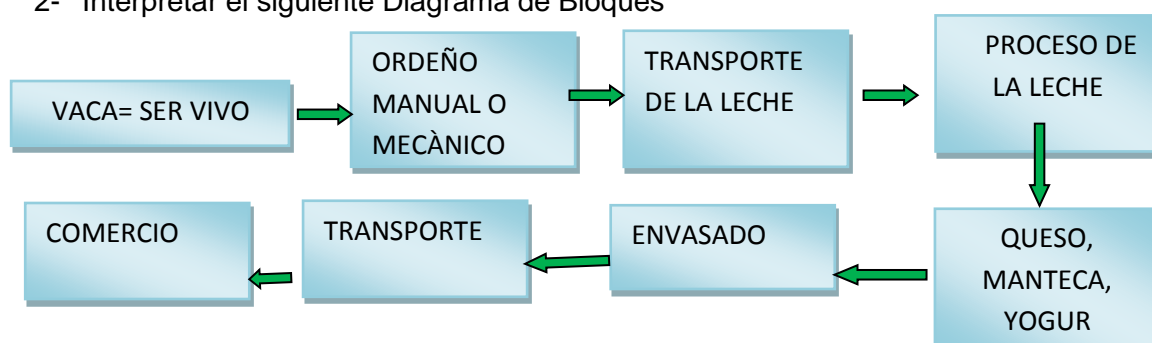 2- Interpretar el siguiente Diagrama de Bloques
VACA= SER VIVO
ORDEÑO
MANUAL O
MECÀNICO
TRANSPORTE
DE LA LECHE
PROCESO DE
LA LECHE
QUESO,
MANTECA,
YOGUR
ENVASADO
TRANSPORTE
COMERCIO